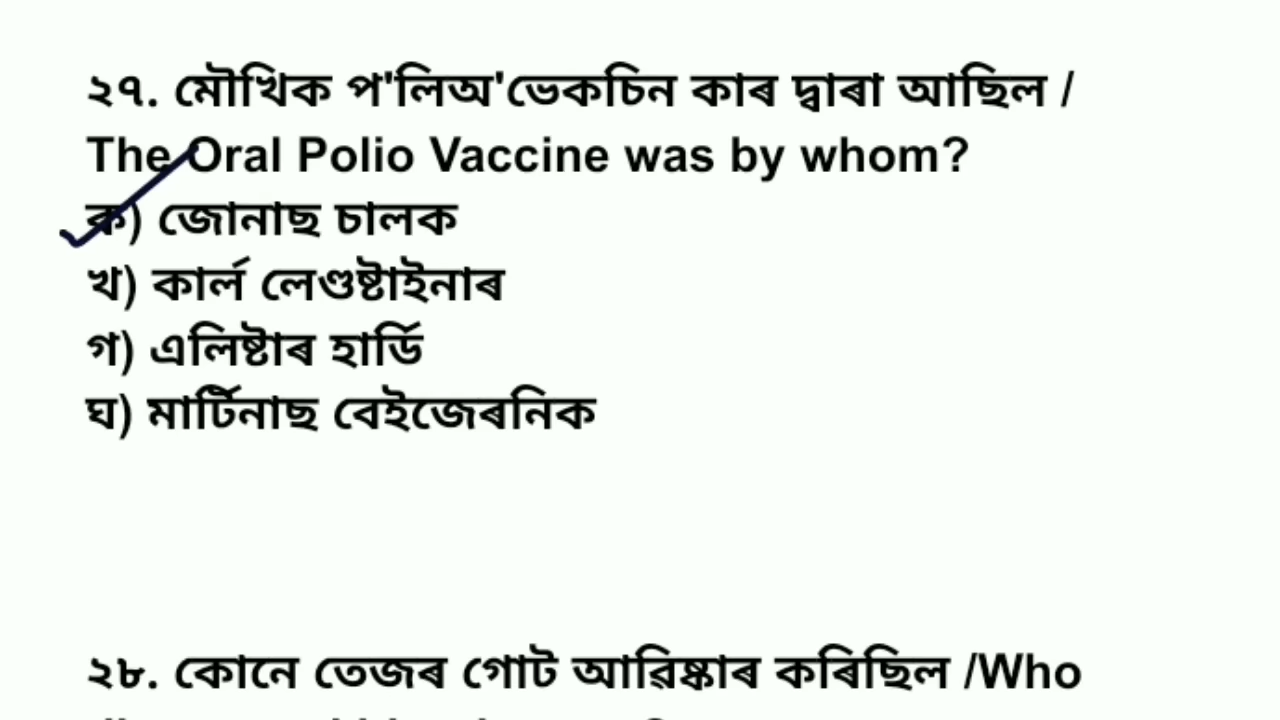 ২৭. মৌখিক প'লিঅ'ভেকচিন কাৰ দ্বাৰা আছিল /
The Oral Polio Vaccine was by whom?
ক) জোনাছ চালক
খ) কাৰ্ল লেণ্ডষ্টাইনাৰ
গ) এলিষ্টাৰ হাৰ্ডি
ঘ) মাৰ্টিনাছ বেইজেৰনিক
২৮. কোনে তেজৰ গোট আৱিষ্কাৰ কৰিছিল /Who